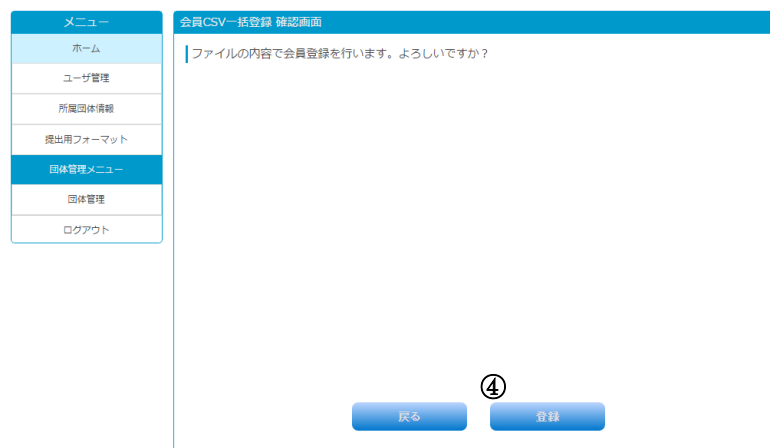 メニュー
ホーム
ユーザ管理
所属団体情報
提出用フォーマット
団体管理メニュー
団体管理
ログアウト
会員CSV一括登録 確認画面
ファイルの内容で会員登録を行います。よろしいですか？
④
戻る
登録